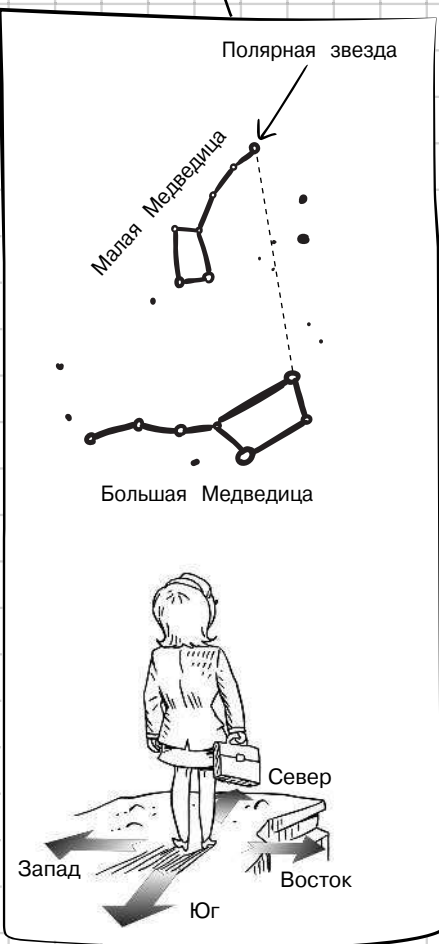 Полярная звезда
Малая Медведица
Большая Медведица
Север
Запад
Восток
Юг